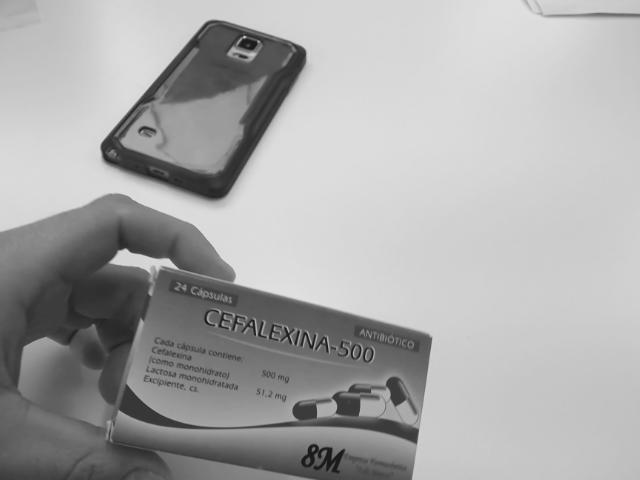 24 Cápsulas
ANTIBIÓTICO
CEFALEXINA-500
Cada cápsula contiene:
Cefalexina 500 mg
(como monohidrato)
Lactosa monohidratada 51,2 mg
Excipiente, cs.
8M